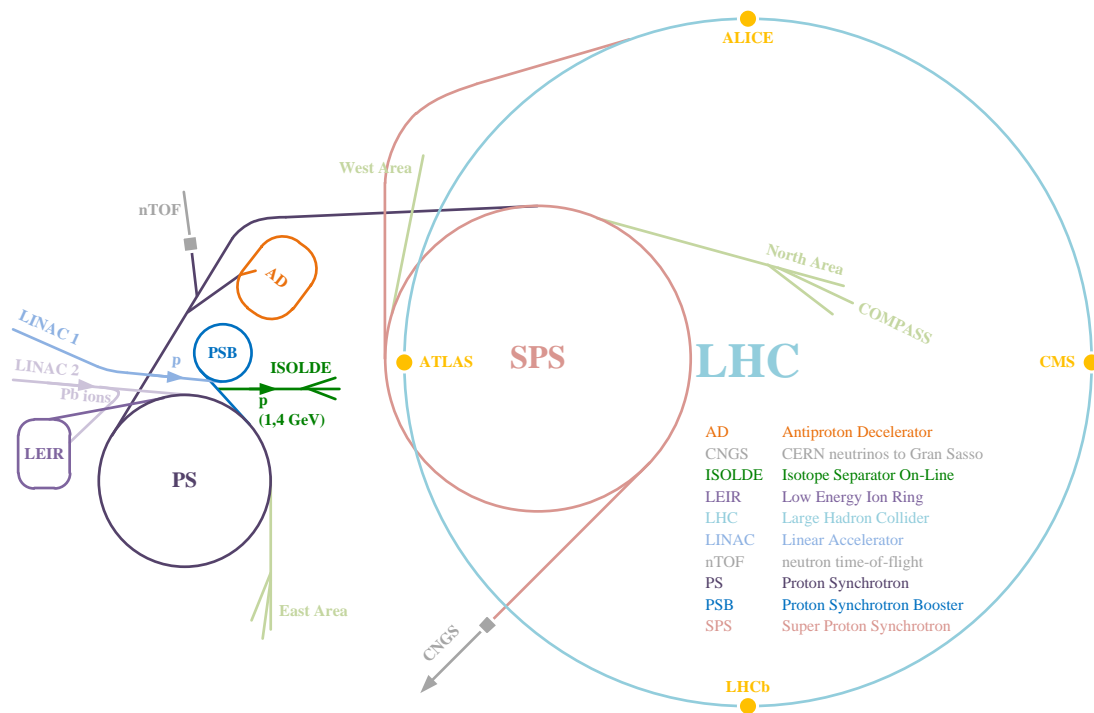 ALICE
West Area
nTOF
AD
North Area
COMPASS
LINAC 1
p
PSB
ISOLDE
SPS
LHC
ATLAS
CMS
LINAC 2
Pb ions
p
(1,4 GeV)
LEIR
PS
East Area
CNGS
LHCb
AD Antiproton Decelerator
CNGS CERN neutrinos to Gran Sasso
ISOLDE Isotope Separator On-Line
LEIR Low Energy Ion Ring
LHC Large Hadron Collider
LINAC Linear Accelerator
nTOF neutron time-of-flight
PS Proton Synchrotron
PSB Proton Synchrotron Booster
SPS Super Proton Synchrotron